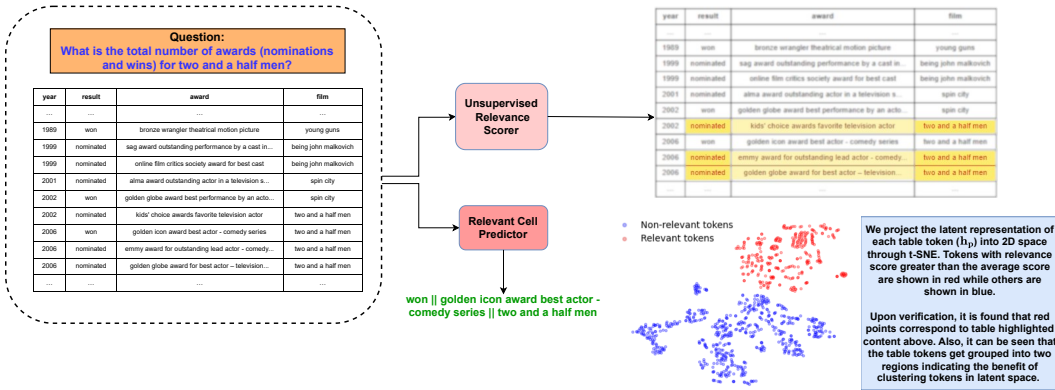 Question:
What is the total number of awards (nominations
and wins) for two and a half men?
year result award film
... ... ... ...
1989 won bronze wrangler theatrical motion picture young guns
1999 nominated sag award outstanding performance by a cast in... being john malkovich
1999 nominated online film critics society award for best cast being john malkovich
2001 nominated alma award outstanding actor in a television s... spin city
2002 won golden globe award best performance by an acto... spin city
2002 nominated kids' choice awards favorite television actor two and a half men
2006 won golden icon award best actor - comedy series two and a half men
2006 nominated emmy award for outstanding lead actor - comedy... two and a half men
2006 nominated golden globe award for best actor – television... two and a half men
... ... ... ...
Unsupervised
Relevance
Scorer
Relevant Cell
Predictor
won || golden icon award best actor -
comedy series || two and a half men
year result award film
... ... ... ...
1989 won bronze wrangler theatrical motion picture young guns
1999 nominated sag award outstanding performance by a cast in... being john malkovich
1999 nominated online film critics society award for best cast being john malkovich
2001 nominated alma award outstanding actor in a television s... spin city
2002 won golden globe award best performance by an acto... spin city
2002 nominated kids' choice awards favorite television actor two and a half men
2006 won golden icon award best actor - comedy series two and a half men
2006 nominated emmy award for outstanding lead actor - comedy... two and a half men
2006 nominated golden globe award for best actor – television... two and a half men
... ... ... ...
Non-relevant tokens
Relevant tokens
We project the latent representation of
each table token (h_p) into 2D space
through t-SNE. Tokens with relevance
score greater than the average score
are shown in red while others are
shown in blue.
Upon verification, it is found that red
points correspond to table highlighted
content above. Also, it can be seen that
the table tokens get grouped into two
regions indicating the benefit of
clustering tokens in latent space.